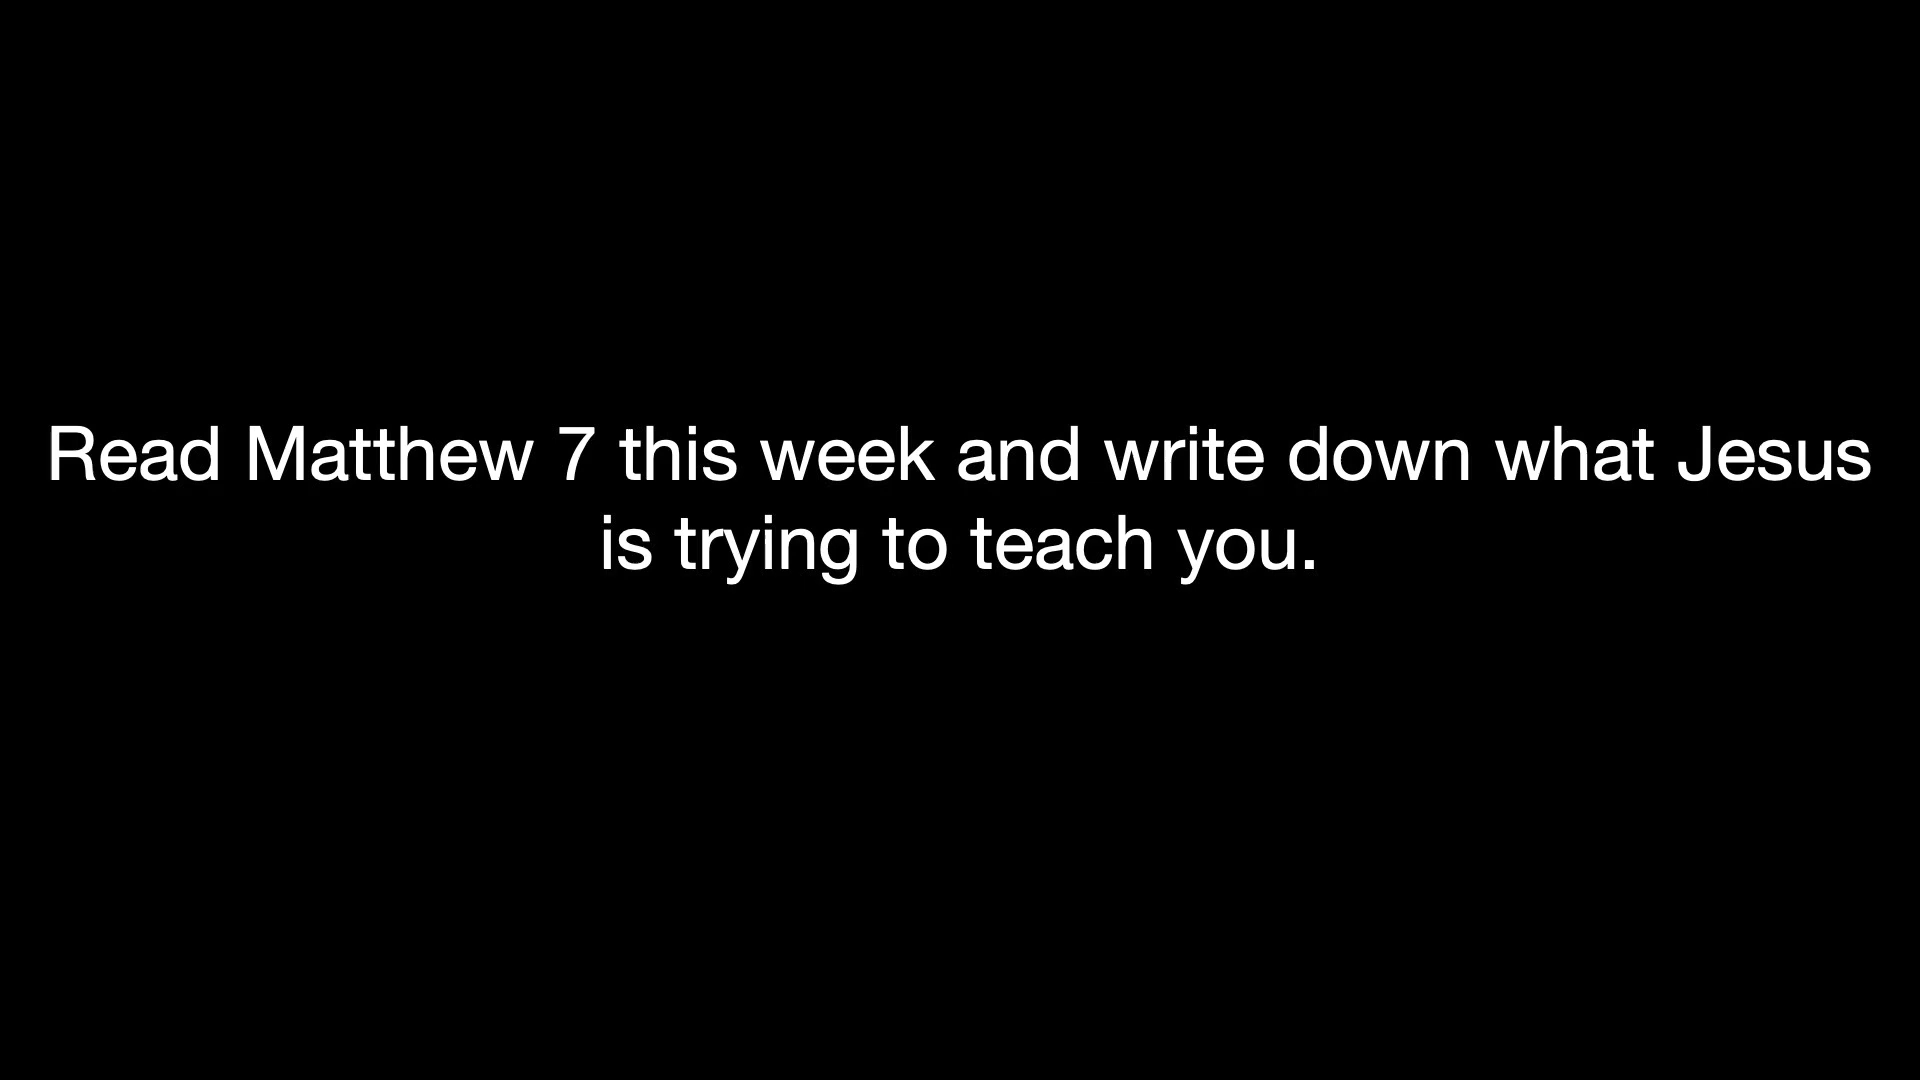 Read Matthew 7 this week and write down what Jesus
is trying to teach you.